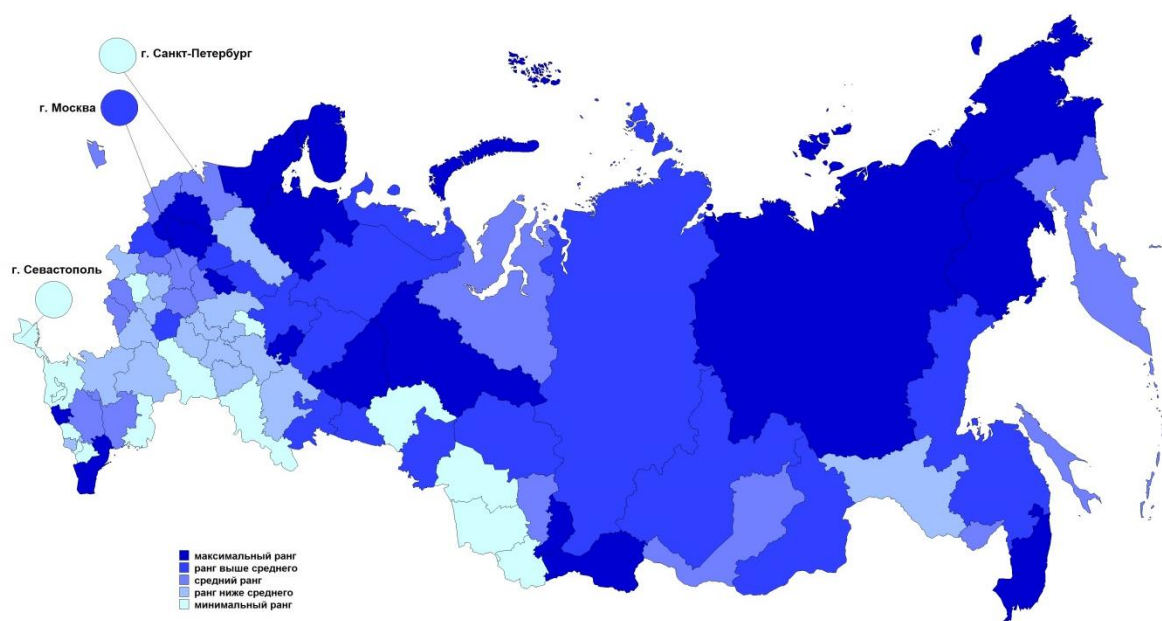 г. Санкт-Петербург
г. Москва
г. Севастополь
максимальный ранг
ранг выше среднего
средний ранг
ранг ниже среднего
минимальный ранг